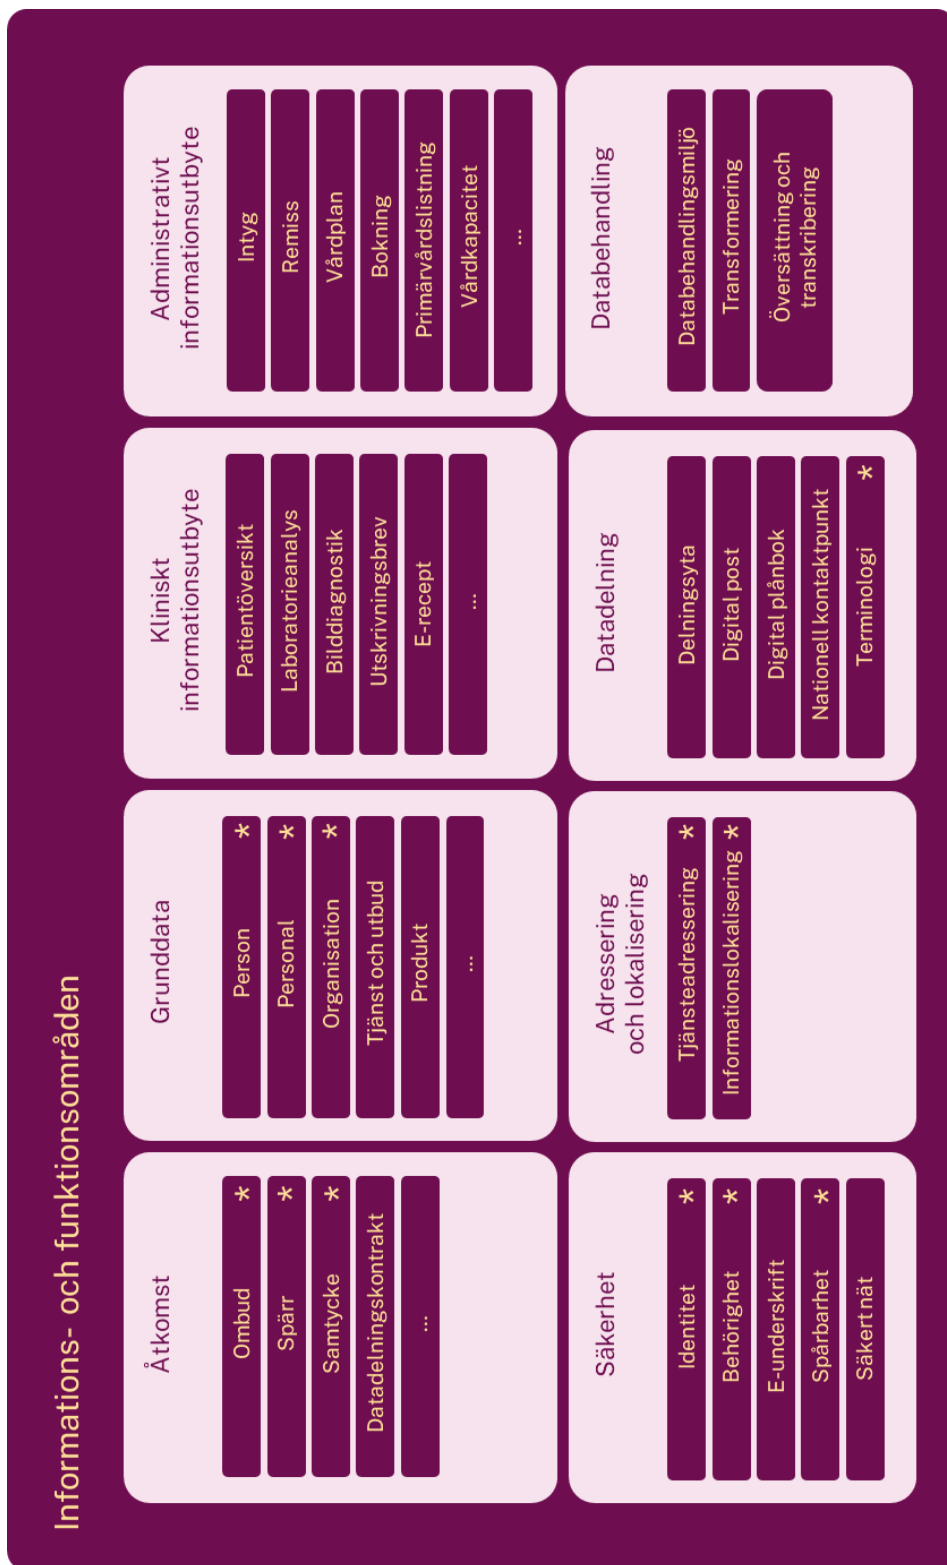 Informations- och funktionsområden
Åtkomst
Ombud *
Spärr *
Samtycke *
Datadelningskontrakt
...
Grunddata
Person *
Personal *
Organisation *
Tjänst och utbud
Produkt
...
Kliniskt
informationsutbyte
Patientöversikt
Laboratorieanalys
Bilddiagnostik
Utskrivningsbrev
E-recept
...
Administrativt
informationsutbyte
Intyg
Remiss
Vårdplan
Bokning
Primärvårdslistning
Vårdkapacitet
...
Säkerhet
Identitet *
Behörighet *
E-underskrift
Spårbarhet *
Säkert nät
Adressering
och lokalisering
Tjänsteadressering *
Informationslokalisering *
Datadelning
Delningsyta
Digital post
Digital plånbok
Nationell kontaktpunkt
Terminologi *
Databehandling
Databehandlingsmiljö
Transformering
Översättning och
transkribering